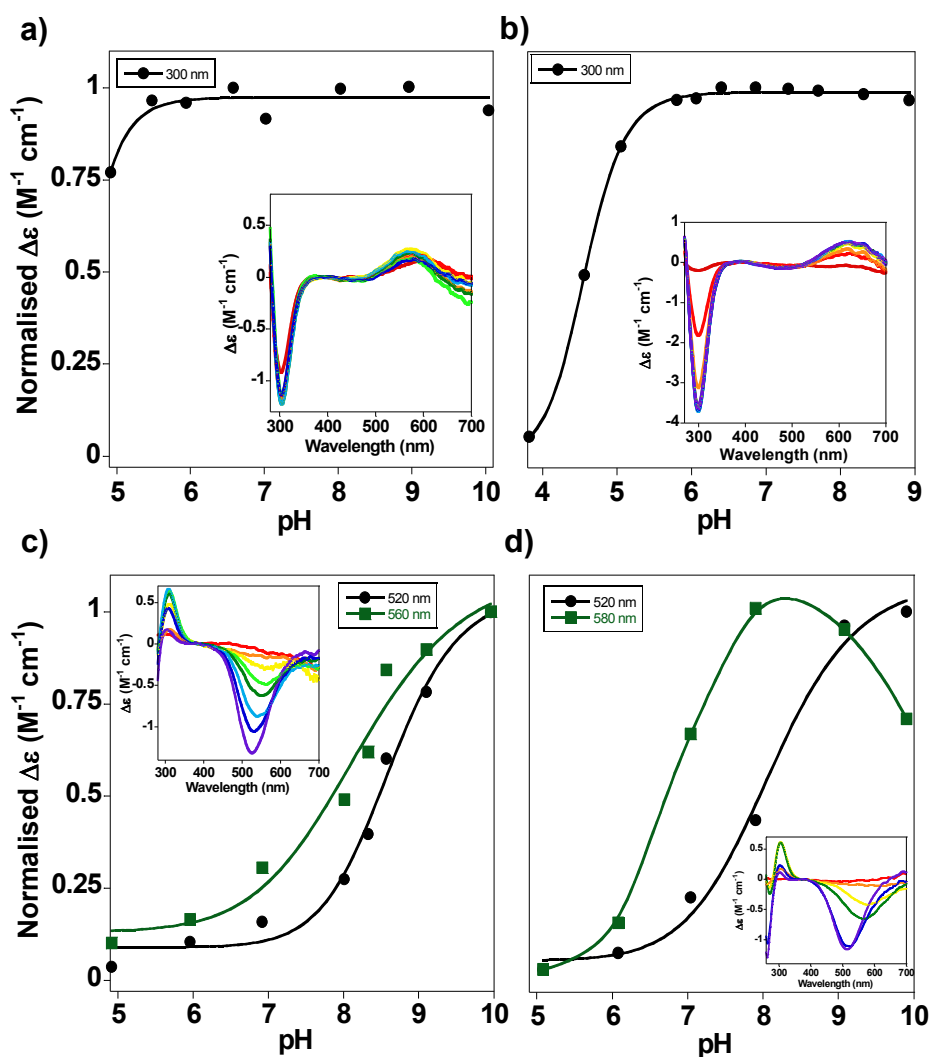 a)
300 nm
Normalised Δε (M⁻¹ cm⁻¹)
1
0.75
0.5
0.25
0
5 6 7 8 9 10
pH
Δε (M⁻¹ cm⁻¹)
0.5
0
-0.5
-1
300 400 500 600 700
Wavelength (nm)
b)
300 nm
4 5 6 7 8 9
pH
Δε (M⁻¹ cm⁻¹)
1
0
-1
-2
-3
-4
300 400 500 600 700
Wavelength (nm)
c)
520 nm
560 nm
Normalised Δε (M⁻¹ cm⁻¹)
1
0.75
0.5
0.25
0
5 6 7 8 9 10
pH
Δε (M⁻¹ cm⁻¹)
0.5
0
-0.5
-1
300 400 500 600 700
Wavelength (nm)
d)
520 nm
580 nm
5 6 7 8 9 10
pH
Δε (M⁻¹ cm⁻¹)
0.5
0
-0.5
-1
300 400 500 600 700
Wavelength (nm)